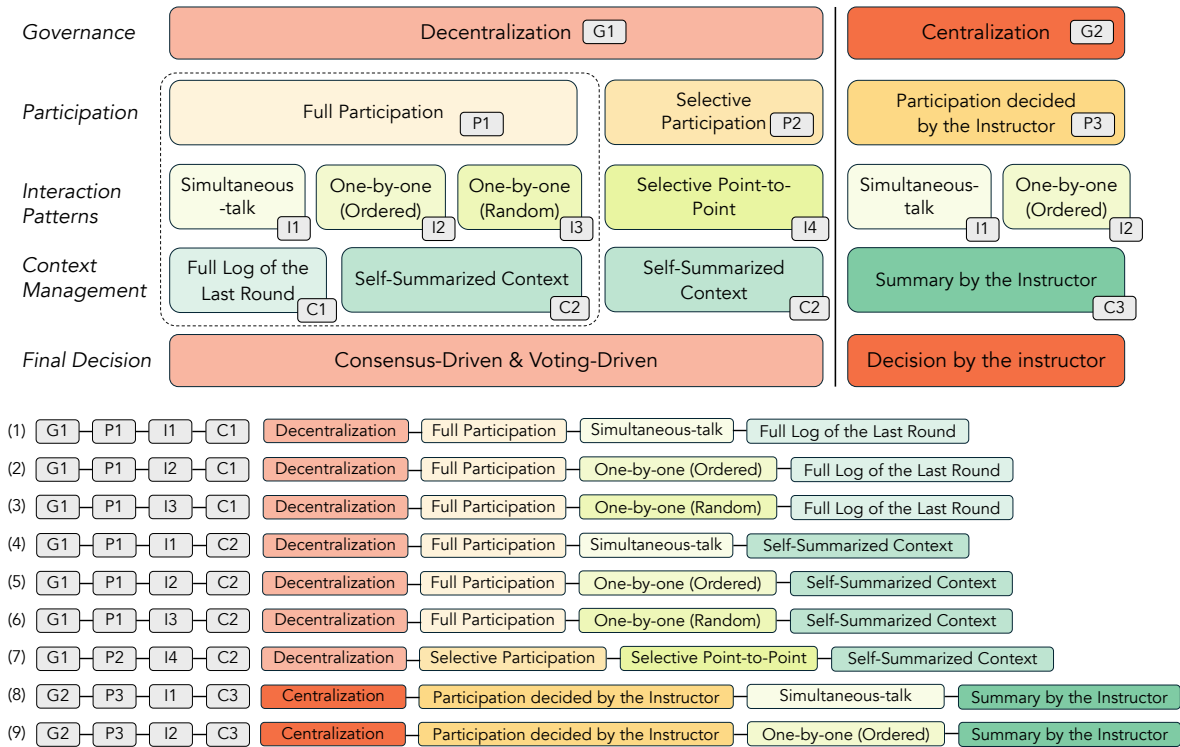 Governance
Decentralization G1
Centralization G2
Participation
Full Participation P1
Selective
Participation P2
Participation decided
by the Instructor P3
Interaction
Patterns
Simultaneous
-talk I1
One-by-one
(Ordered) I2
One-by-one
(Random) I3
Selective Point-to-
Point I4
Simultaneous-
talk I1
One-by-one
(Ordered) I2
Context
Management
Full Log of the
Last Round C1
Self-Summarized Context C2
Self-Summarized
Context C2
Summary by the Instructor C3
Final Decision
Consensus-Driven & Voting-Driven
Decision by the instructor
(1) G1 P1 I1 C1 Decentralization Full Participation Simultaneous-talk Full Log of the Last Round
(2) G1 P1 I2 C1 Decentralization Full Participation One-by-one (Ordered) Full Log of the Last Round
(3) G1 P1 I3 C1 Decentralization Full Participation One-by-one (Random) Full Log of the Last Round
(4) G1 P1 I1 C2 Decentralization Full Participation Simultaneous-talk Self-Summarized Context
(5) G1 P1 I2 C2 Decentralization Full Participation One-by-one (Ordered) Self-Summarized Context
(6) G1 P1 I3 C2 Decentralization Full Participation One-by-one (Random) Self-Summarized Context
(7) G1 P2 I4 C2 Decentralization Selective Participation Selective Point-to-Point Self-Summarized Context
(8) G2 P3 I1 C3 Centralization Participation decided by the Instructor Simultaneous-talk Summary by the Instructor
(9) G2 P3 I2 C3 Centralization Participation decided by the Instructor One-by-one (Ordered) Summary by the Instructor